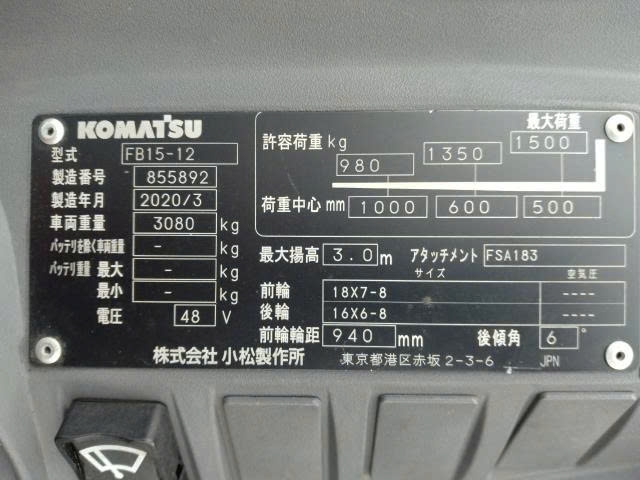 KOMATSU
型式 FB15-12
製造番号 855892
製造年月 2020/3
車両重量 3080 kg
バッテリを除く車両重量 - kg
バッテリ重量 最大 - kg
最小 - kg
電圧 48 V
最大荷重
許容荷重 kg 980 1350 1500
荷重中心 mm 1000 600 500
最大揚高 3.0 m アタッチメント FSA183
サイズ 空気圧
前輪 18X7-8 ----
後輪 16X6-8 ----
前輪輪距 940 mm 後傾角 6 °
株式会社 小松製作所 東京都港区赤坂 2-3-6 JPN